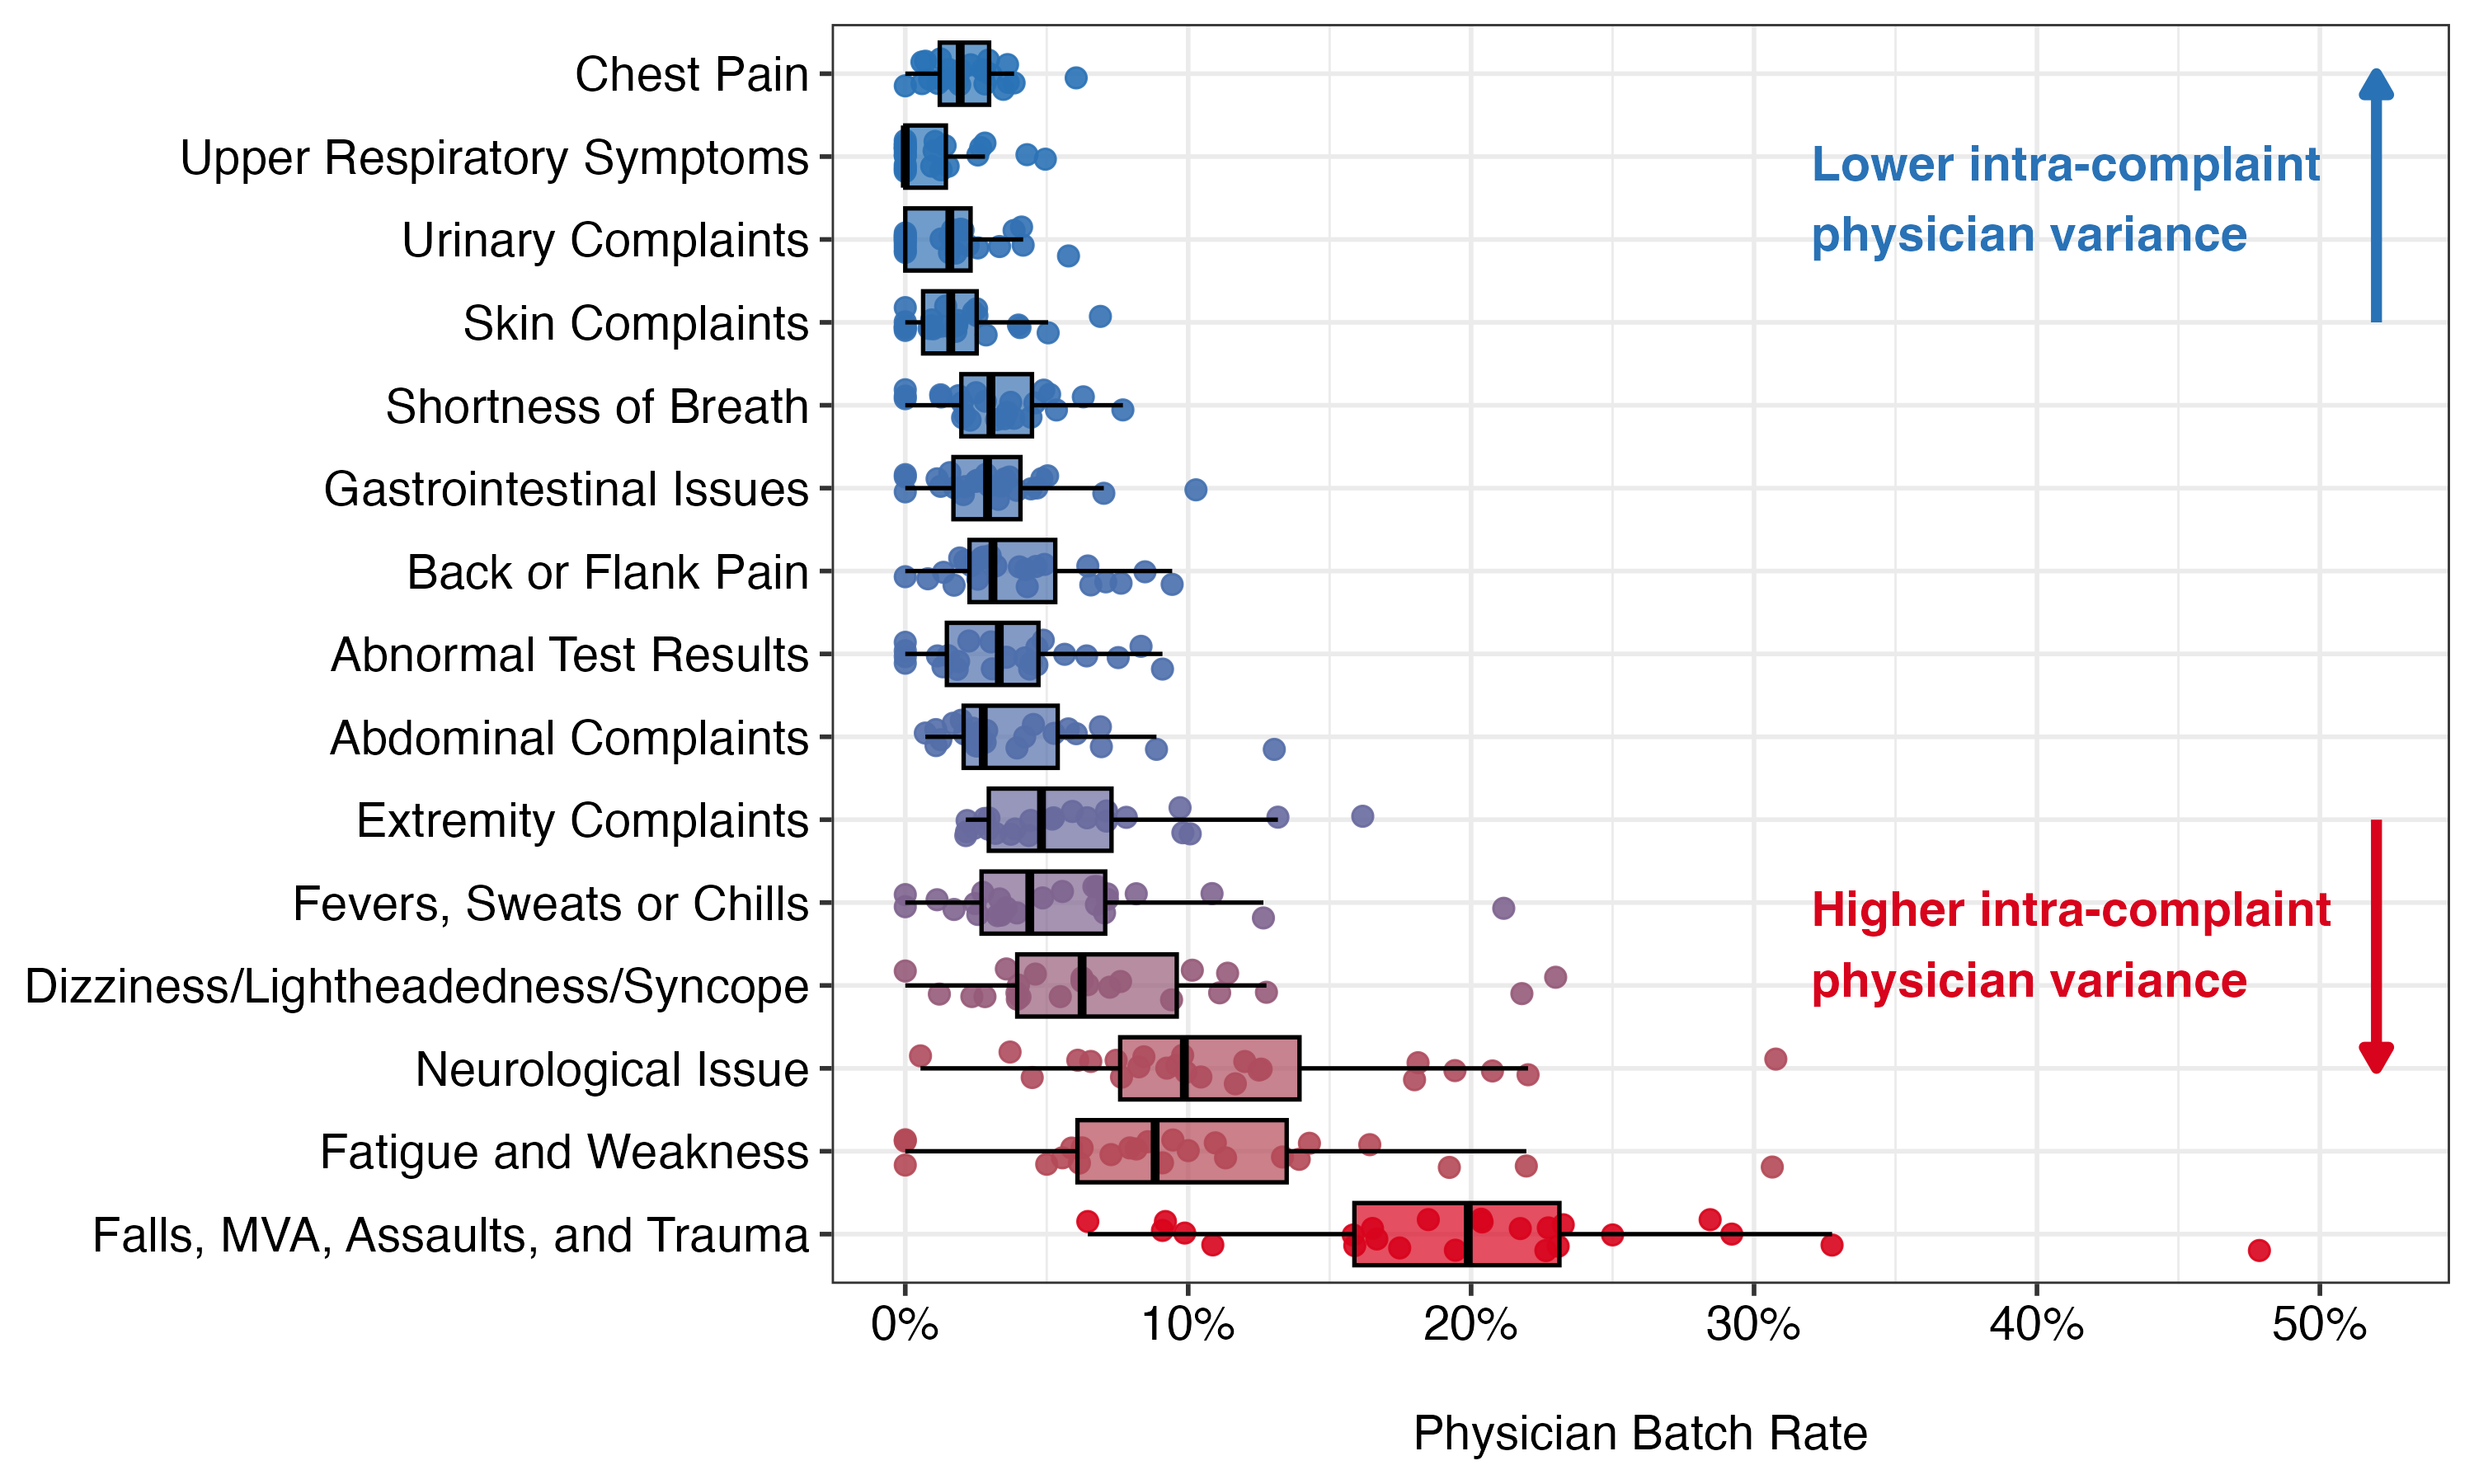 Chest Pain
Upper Respiratory Symptoms
Urinary Complaints
Skin Complaints
Shortness of Breath
Gastrointestinal Issues
Back or Flank Pain
Abnormal Test Results
Abdominal Complaints
Extremity Complaints
Fevers, Sweats or Chills
Dizziness/Lightheadedness/Syncope
Neurological Issue
Fatigue and Weakness
Falls, MVA, Assaults, and Trauma
Lower intra-complaint
physician variance
Higher intra-complaint
physician variance
0% 10% 20% 30% 40% 50%
Physician Batch Rate